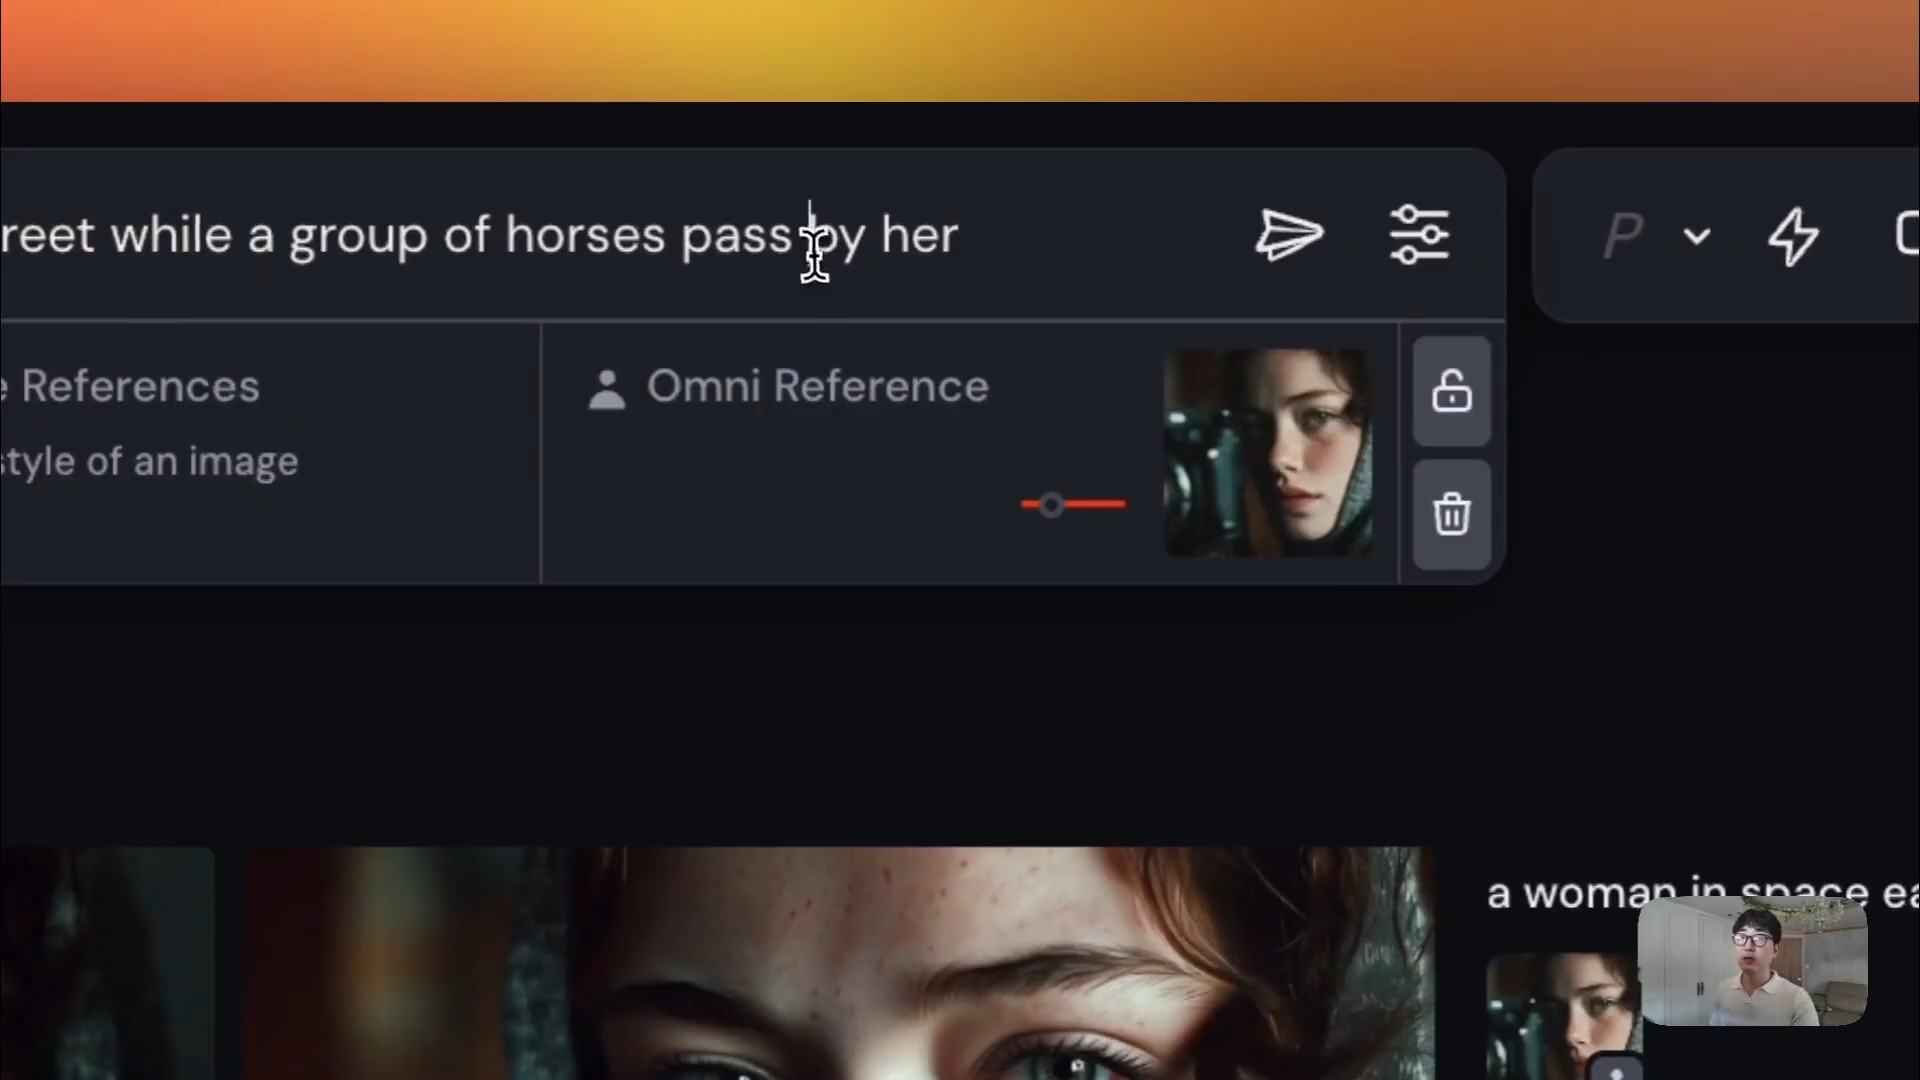 reet while a group of horses pass by her
P
e References
style of an image
Omni Reference
a woman in space ea